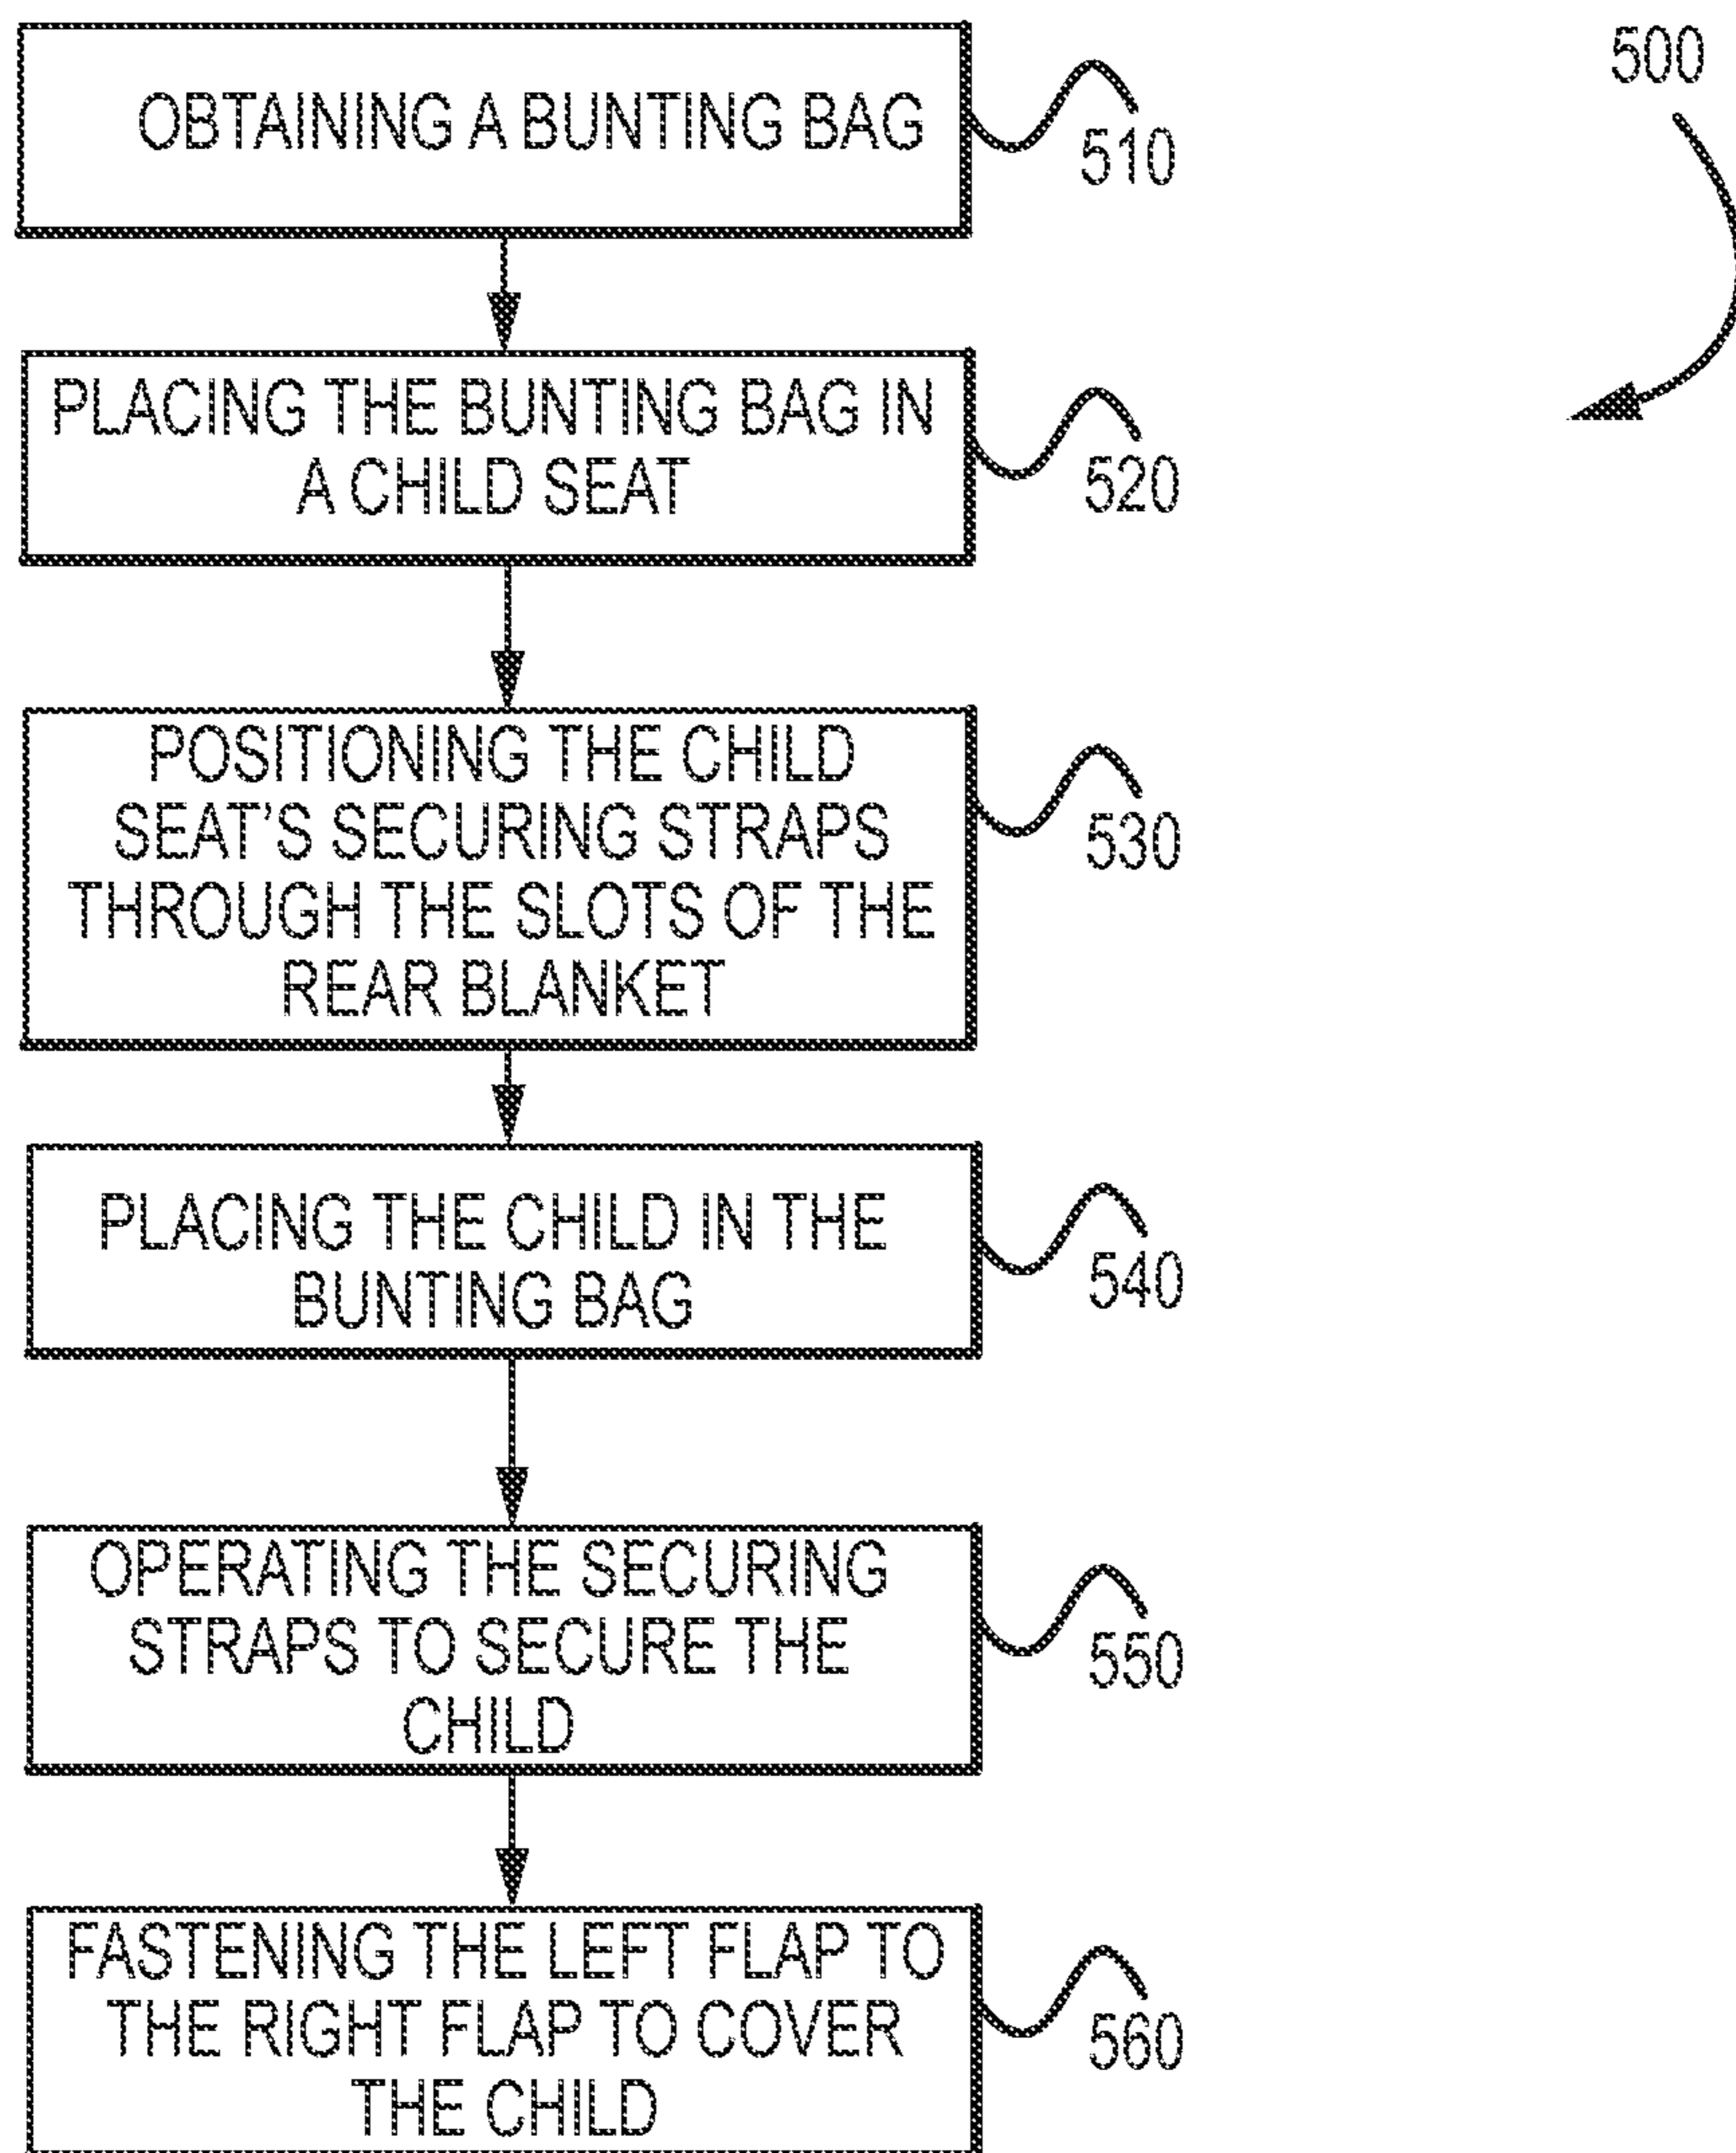 500
OBTAINING A BUNTING BAG
510
PLACING THE BUNTING BAG IN
A CHILD SEAT
520
POSITIONING THE CHILD
SEAT'S SECURING STRAPS
THROUGH THE SLOTS OF THE
REAR BLANKET
530
PLACING THE CHILD IN THE
BUNTING BAG
540
OPERATING THE SECURING
STRAPS TO SECURE THE
CHILD
550
FASTENING THE LEFT FLAP TO
THE RIGHT FLAP TO COVER
THE CHILD
560